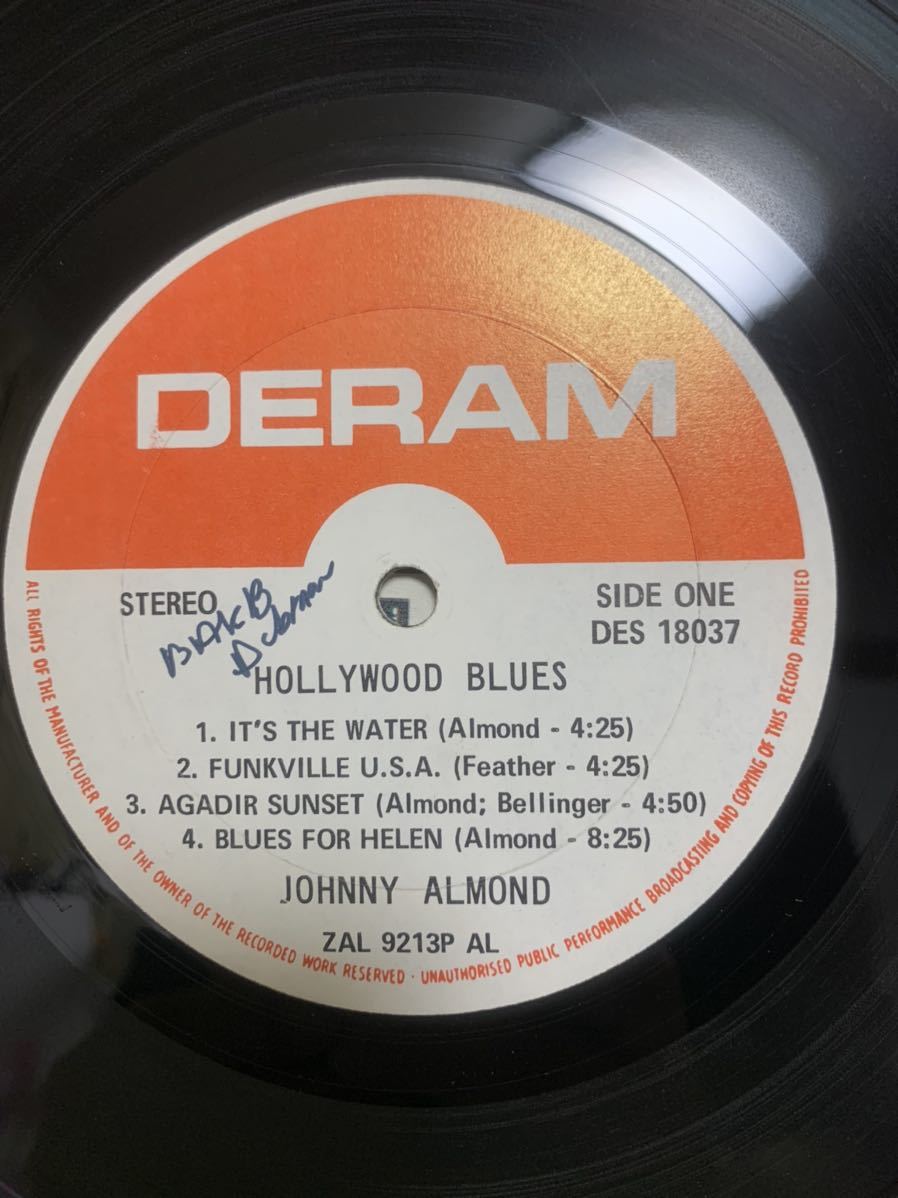 DERAM
STEREO
SIDE ONE
DES 18037
HOLLYWOOD BLUES
1. IT'S THE WATER (Almond - 4:25)
2. FUNKVILLE U.S.A. (Feather - 4:25)
3. AGADIR SUNSET (Almond; Bellinger - 4:50)
4. BLUES FOR HELEN (Almond - 8:25)
JOHNNY ALMOND
ZAL 9213P AL
ALL RIGHTS OF THE MANUFACTURER AND OF THE OWNER OF THE RECORDED WORK RESERVED · UNAUTHORISED PUBLIC PERFORMANCE BROADCASTING AND COPYING OF THIS RECORD PROHIBITED